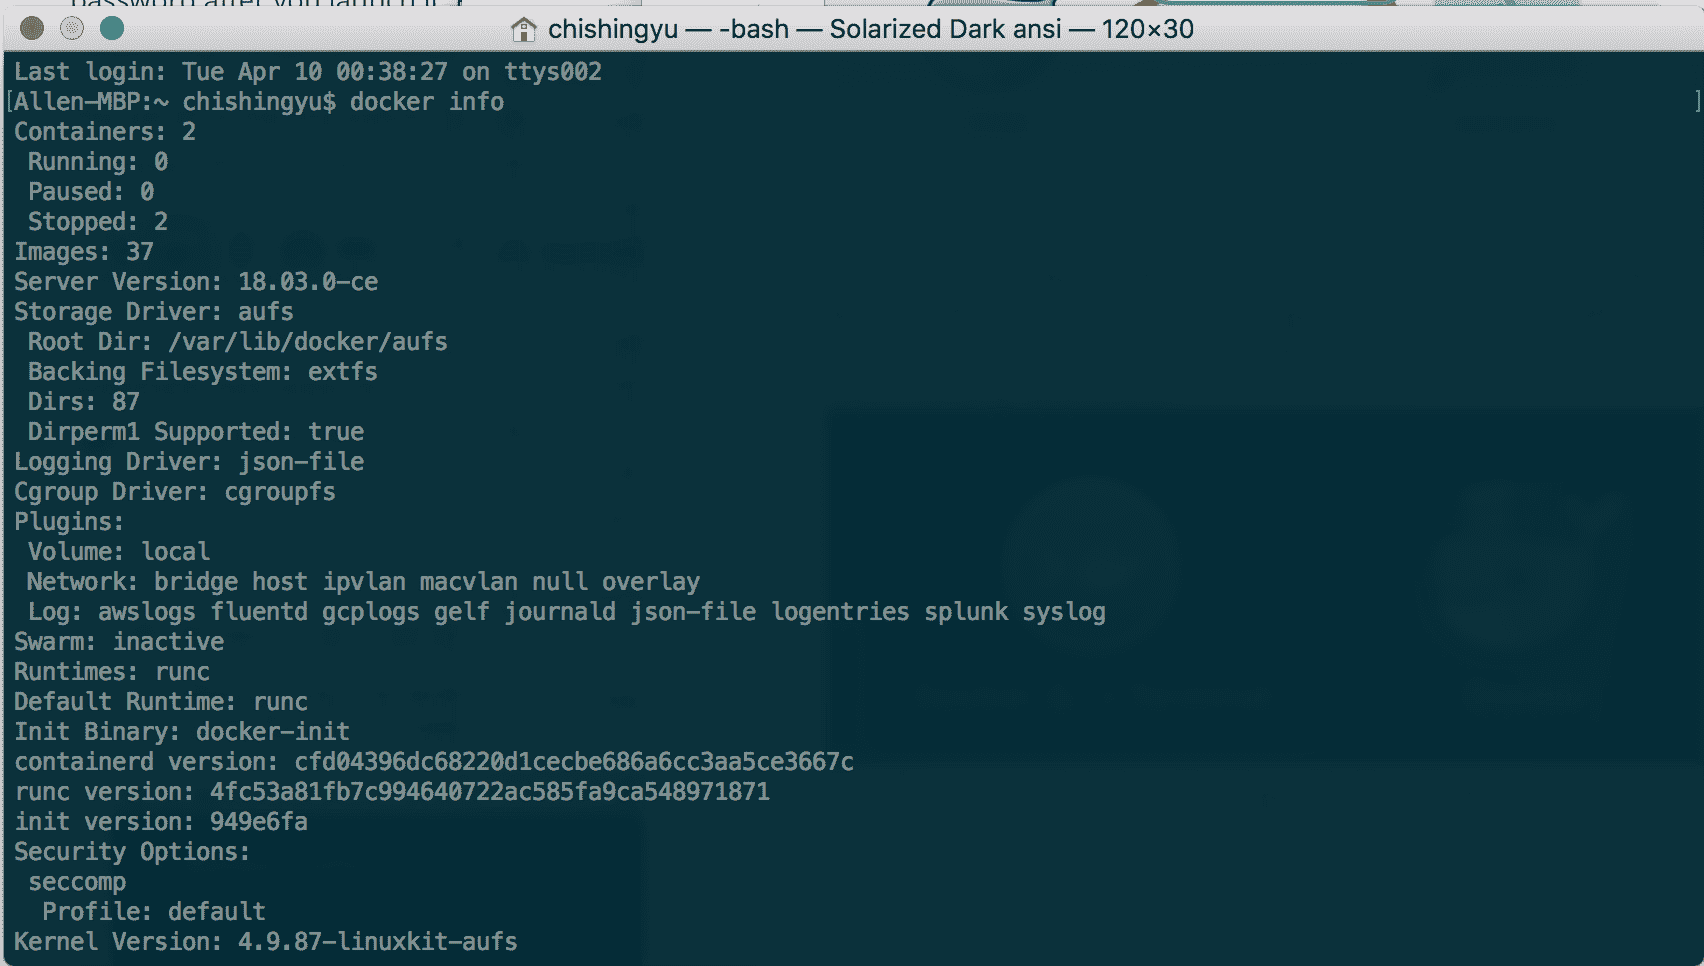 password after you launch it
chishingyu — -bash — Solarized Dark ansi — 120×30
Last login: Tue Apr 10 00:38:27 on ttys002
[Allen-MBP:~ chishingyu$ docker info ]
Containers: 2
 Running: 0
 Paused: 0
 Stopped: 2
Images: 37
Server Version: 18.03.0-ce
Storage Driver: aufs
 Root Dir: /var/lib/docker/aufs
 Backing Filesystem: extfs
 Dirs: 87
 Dirperm1 Supported: true
Logging Driver: json-file
Cgroup Driver: cgroupfs
Plugins:
 Volume: local
 Network: bridge host ipvlan macvlan null overlay
 Log: awslogs fluentd gcplogs gelf journald json-file logentries splunk syslog
Swarm: inactive
Runtimes: runc
Default Runtime: runc
Init Binary: docker-init
containerd version: cfd04396dc68220d1cecbe686a6cc3aa5ce3667c
runc version: 4fc53a81fb7c994640722ac585fa9ca548971871
init version: 949e6fa
Security Options:
 seccomp
  Profile: default
Kernel Version: 4.9.87-linuxkit-aufs